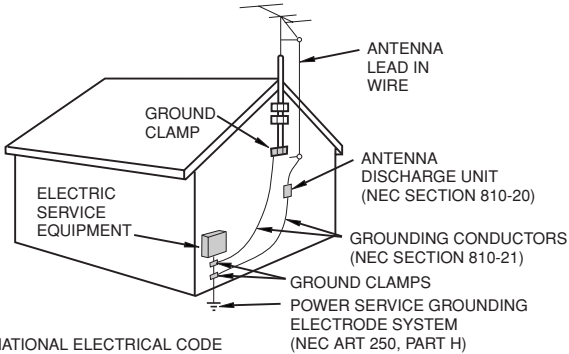 ANTENNA
LEAD IN
WIRE
GROUND
CLAMP
ANTENNA
DISCHARGE UNIT
(NEC SECTION 810-20)
ELECTRIC
SERVICE
EQUIPMENT
GROUNDING CONDUCTORS
(NEC SECTION 810-21)
GROUND CLAMPS
POWER SERVICE GROUNDING
ELECTRODE SYSTEM
(NEC ART 250, PART H)
NATIONAL ELECTRICAL CODE